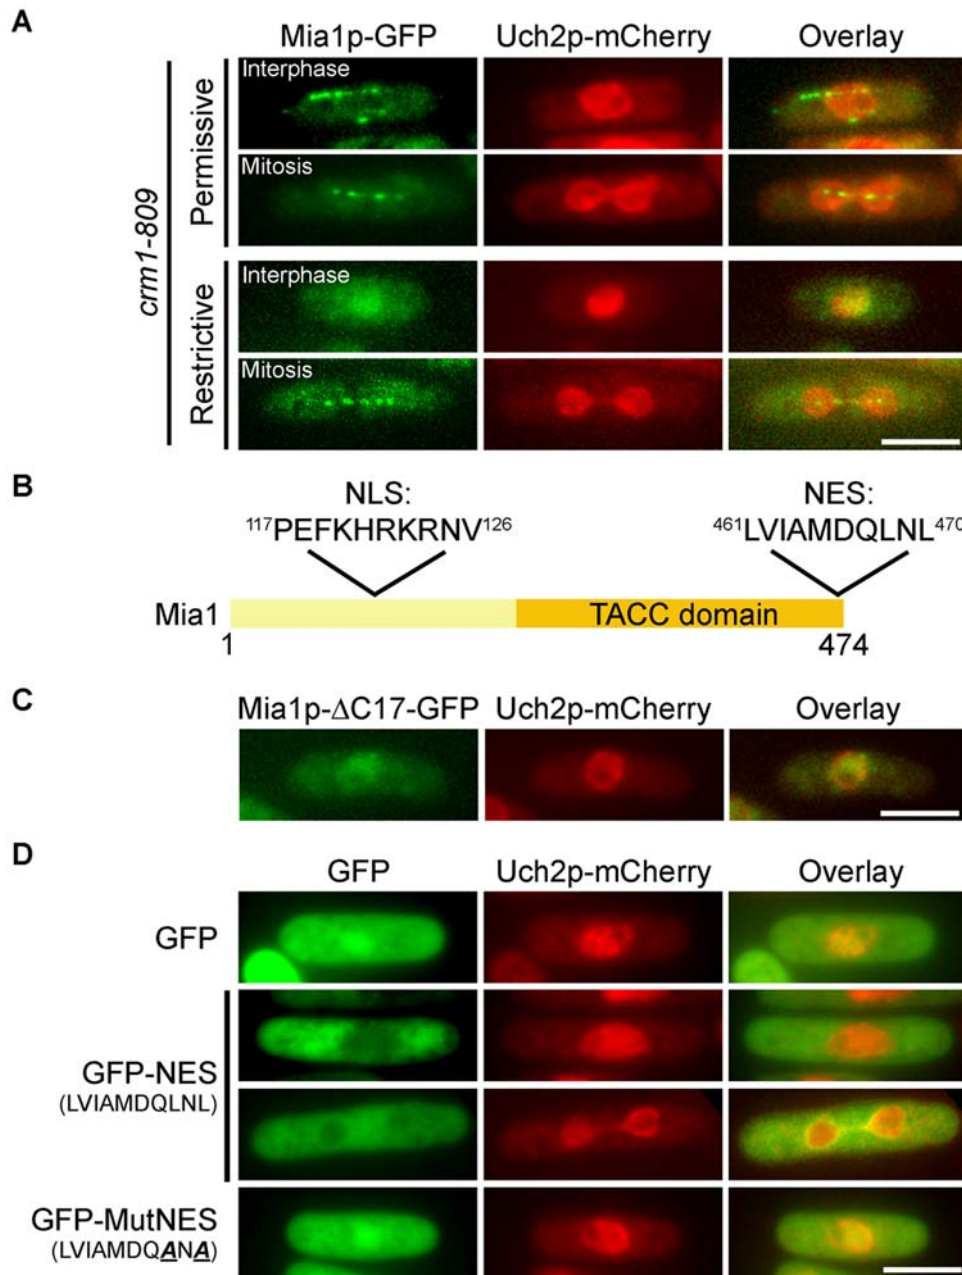 A
Mia1p-GFP Uch2p-mCherry Overlay
crm1-809
Permissive
Interphase
Mitosis
Restrictive
Interphase
Mitosis
B
NLS: NES:
117PEFKHRKRNV126 461LVIAMDQLNL470
Mia1 TACC domain
1 474
C
Mia1p-ΔC17-GFP Uch2p-mCherry Overlay
D
GFP Uch2p-mCherry Overlay
GFP
GFP-NES
(LVIAMDQLNL)
GFP-MutNES
(LVIAMDQANA)